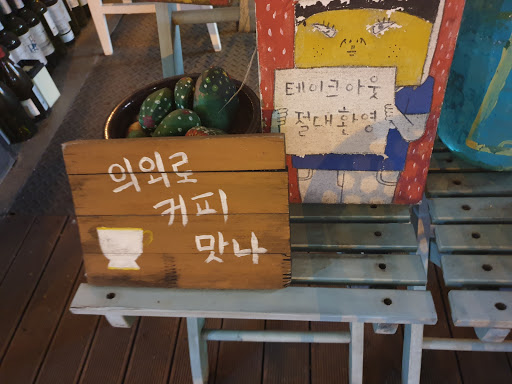 테이크아웃
절대환영
의외로
커피
맛나